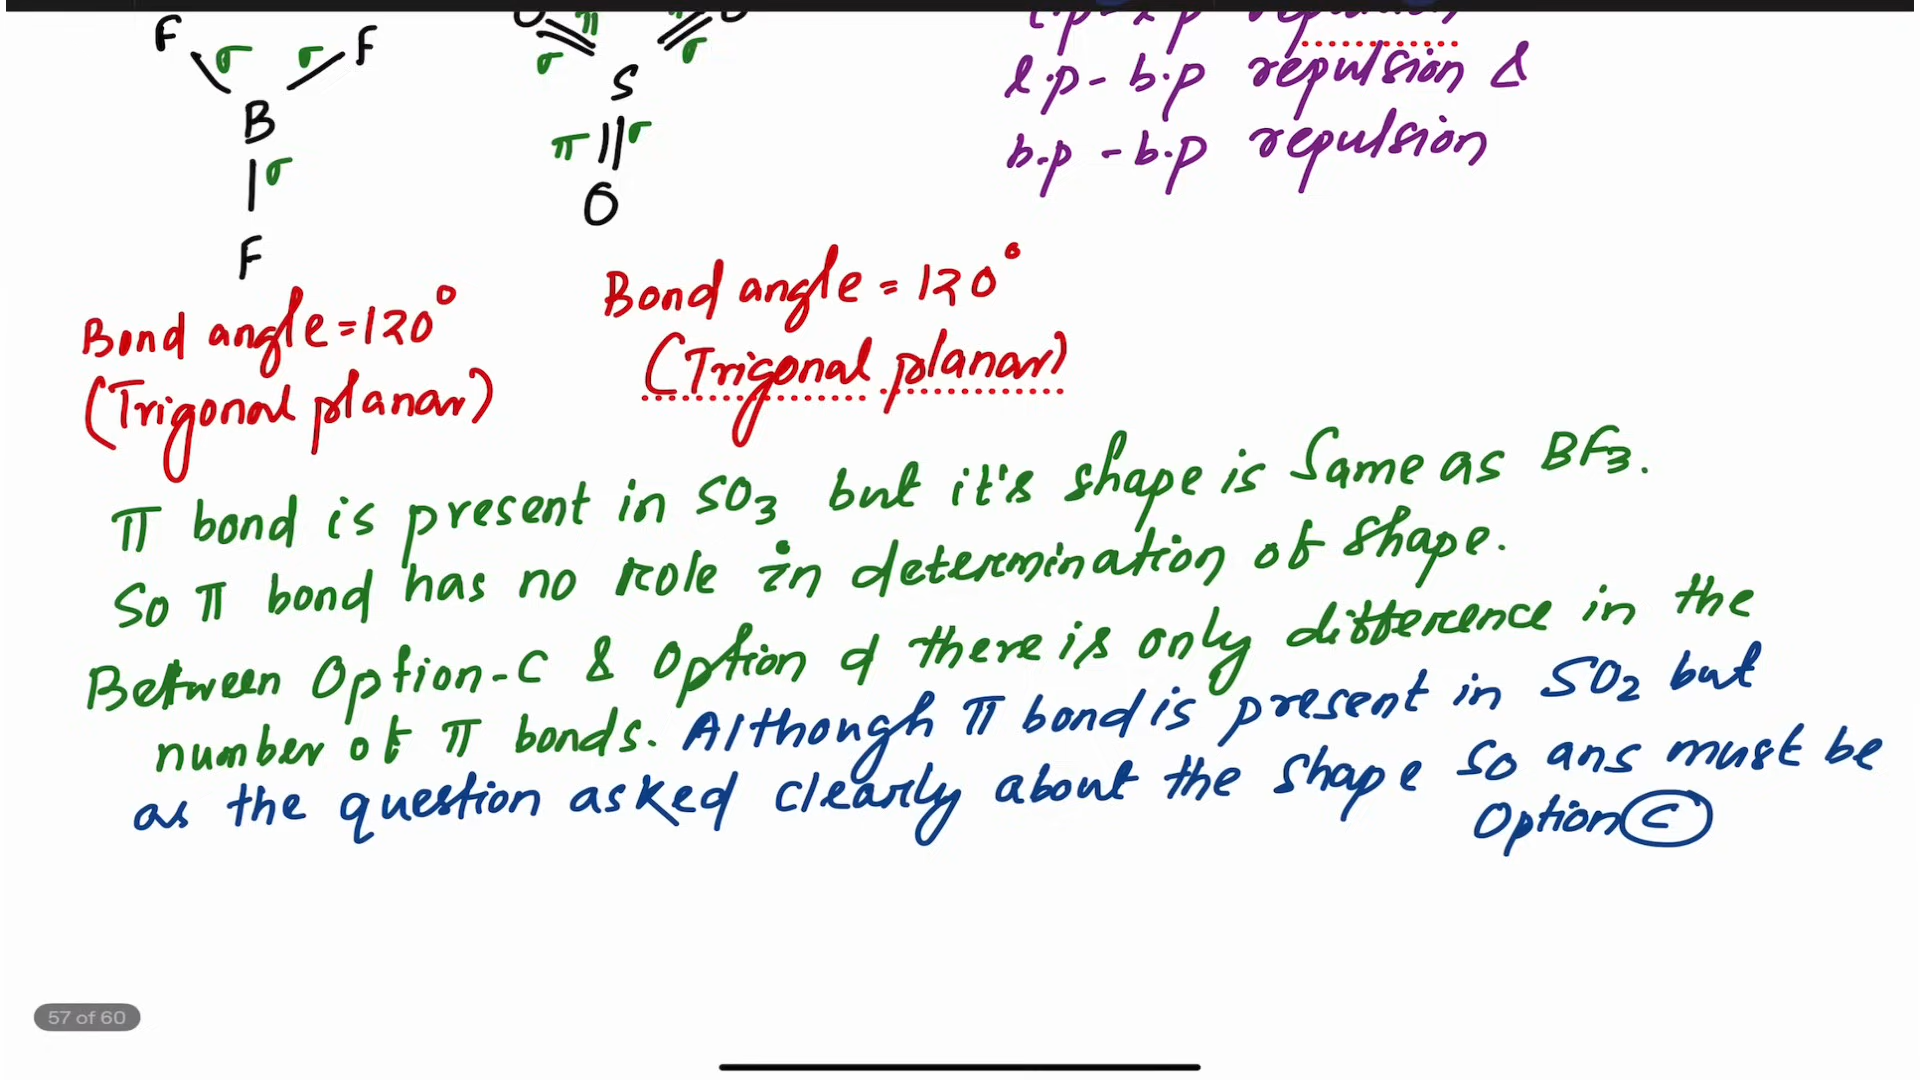 F σ σ F π O
σ σ
S
l.p - b.p repulsion &
B
π σ
b.p - b.p repulsion
σ
O
F
Bond angle = 120°
Bond angle = 120°
(Trigonal planar)
(Trigonal planar)
π bond is present in SO3 but it's shape is Same as BF3.
So π bond has no role in determination of shape.
Between Option-C & option d there is only difference in the
number of π bonds. Although π bond is present in SO2 but
as the question asked clearly about the shape so ans must be
Option C
57 of 60